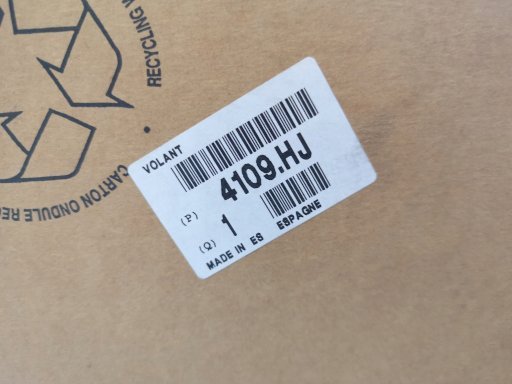 RECYCLING
CARTON ONDULE RE
VOLANT
(P) 4109.HJ
(Q) 1
MADE IN ES ESPAGNE